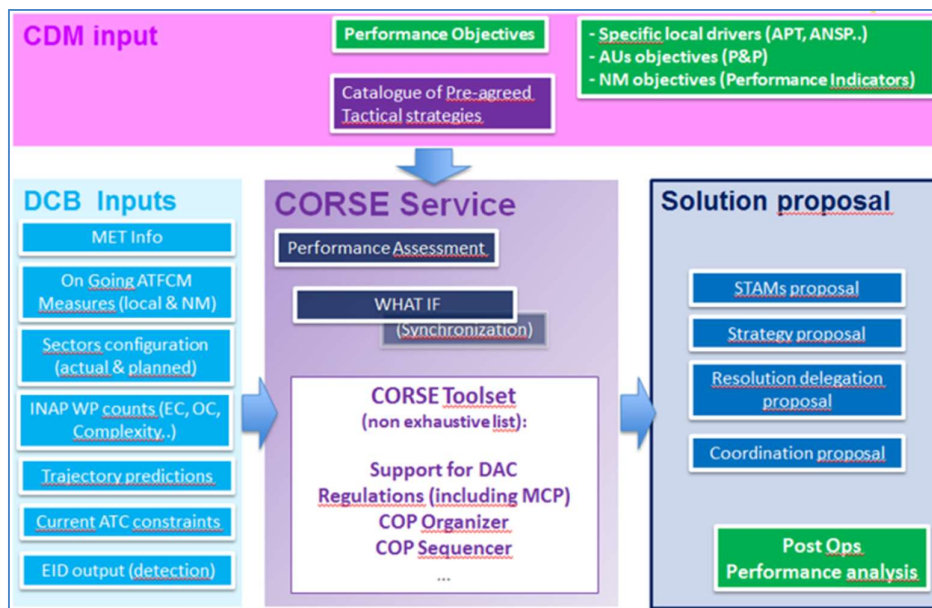 CDM input
Performance Objectives
Catalogue of Pre-agreed
Tactical strategies
- Specific local drivers (APT, ANSP..)
- AUs objectives (P&P)
- NM objectives (Performance Indicators)
DCB Inputs
MET Info
On Going ATFCM
Measures (local & NM)
Sectors configuration
(actual & planned)
INAP WP counts (EC, OC,
Complexity..)
Trajectory predictions
Current ATC constraints
EID output (detection)
CORSE Service
Performance Assessment
WHAT IF
(Synchronization)
CORSE Toolset
(non exhaustive list):
Support for DAC
Regulations (including MCP)
COP Organizer
COP Sequencer
...
Solution proposal
STAMs proposal
Strategy proposal
Resolution delegation
proposal
Coordination proposal
Post Ops
Performance analysis